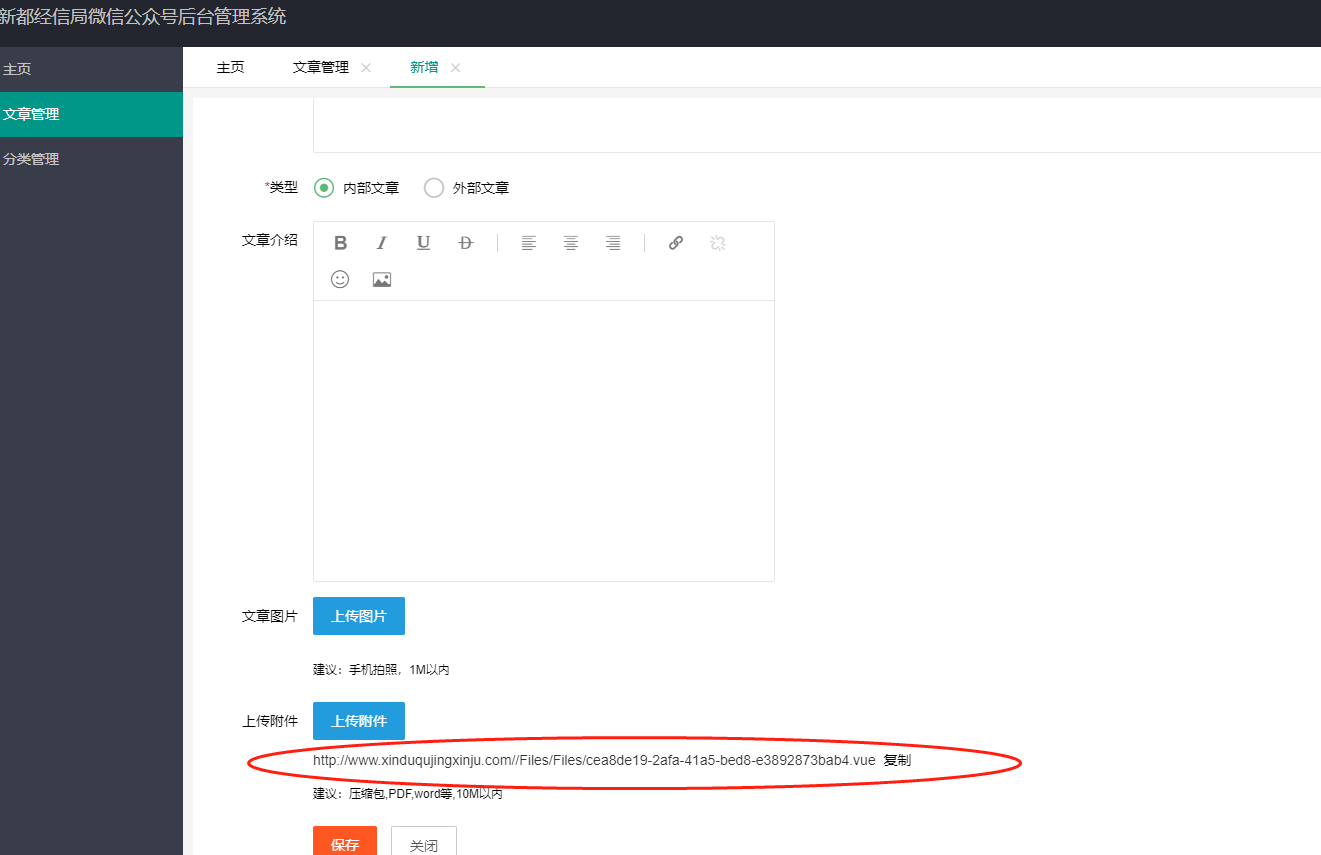 新都经信局微信公众号后台管理系统
主页
文章管理
分类管理
主页 文章管理 新增
*类型 内部文章 外部文章
文章介绍
B I U D
文章图片 上传图片
建议：手机拍照，1M以内
上传附件 上传附件
http://www.xinduqujingxinju.com//Files/Files/cea8de19-2afa-41a5-bed8-e3892873bab4.vue 复制
建议：压缩包,PDF,word等,10M以内
保存 关闭